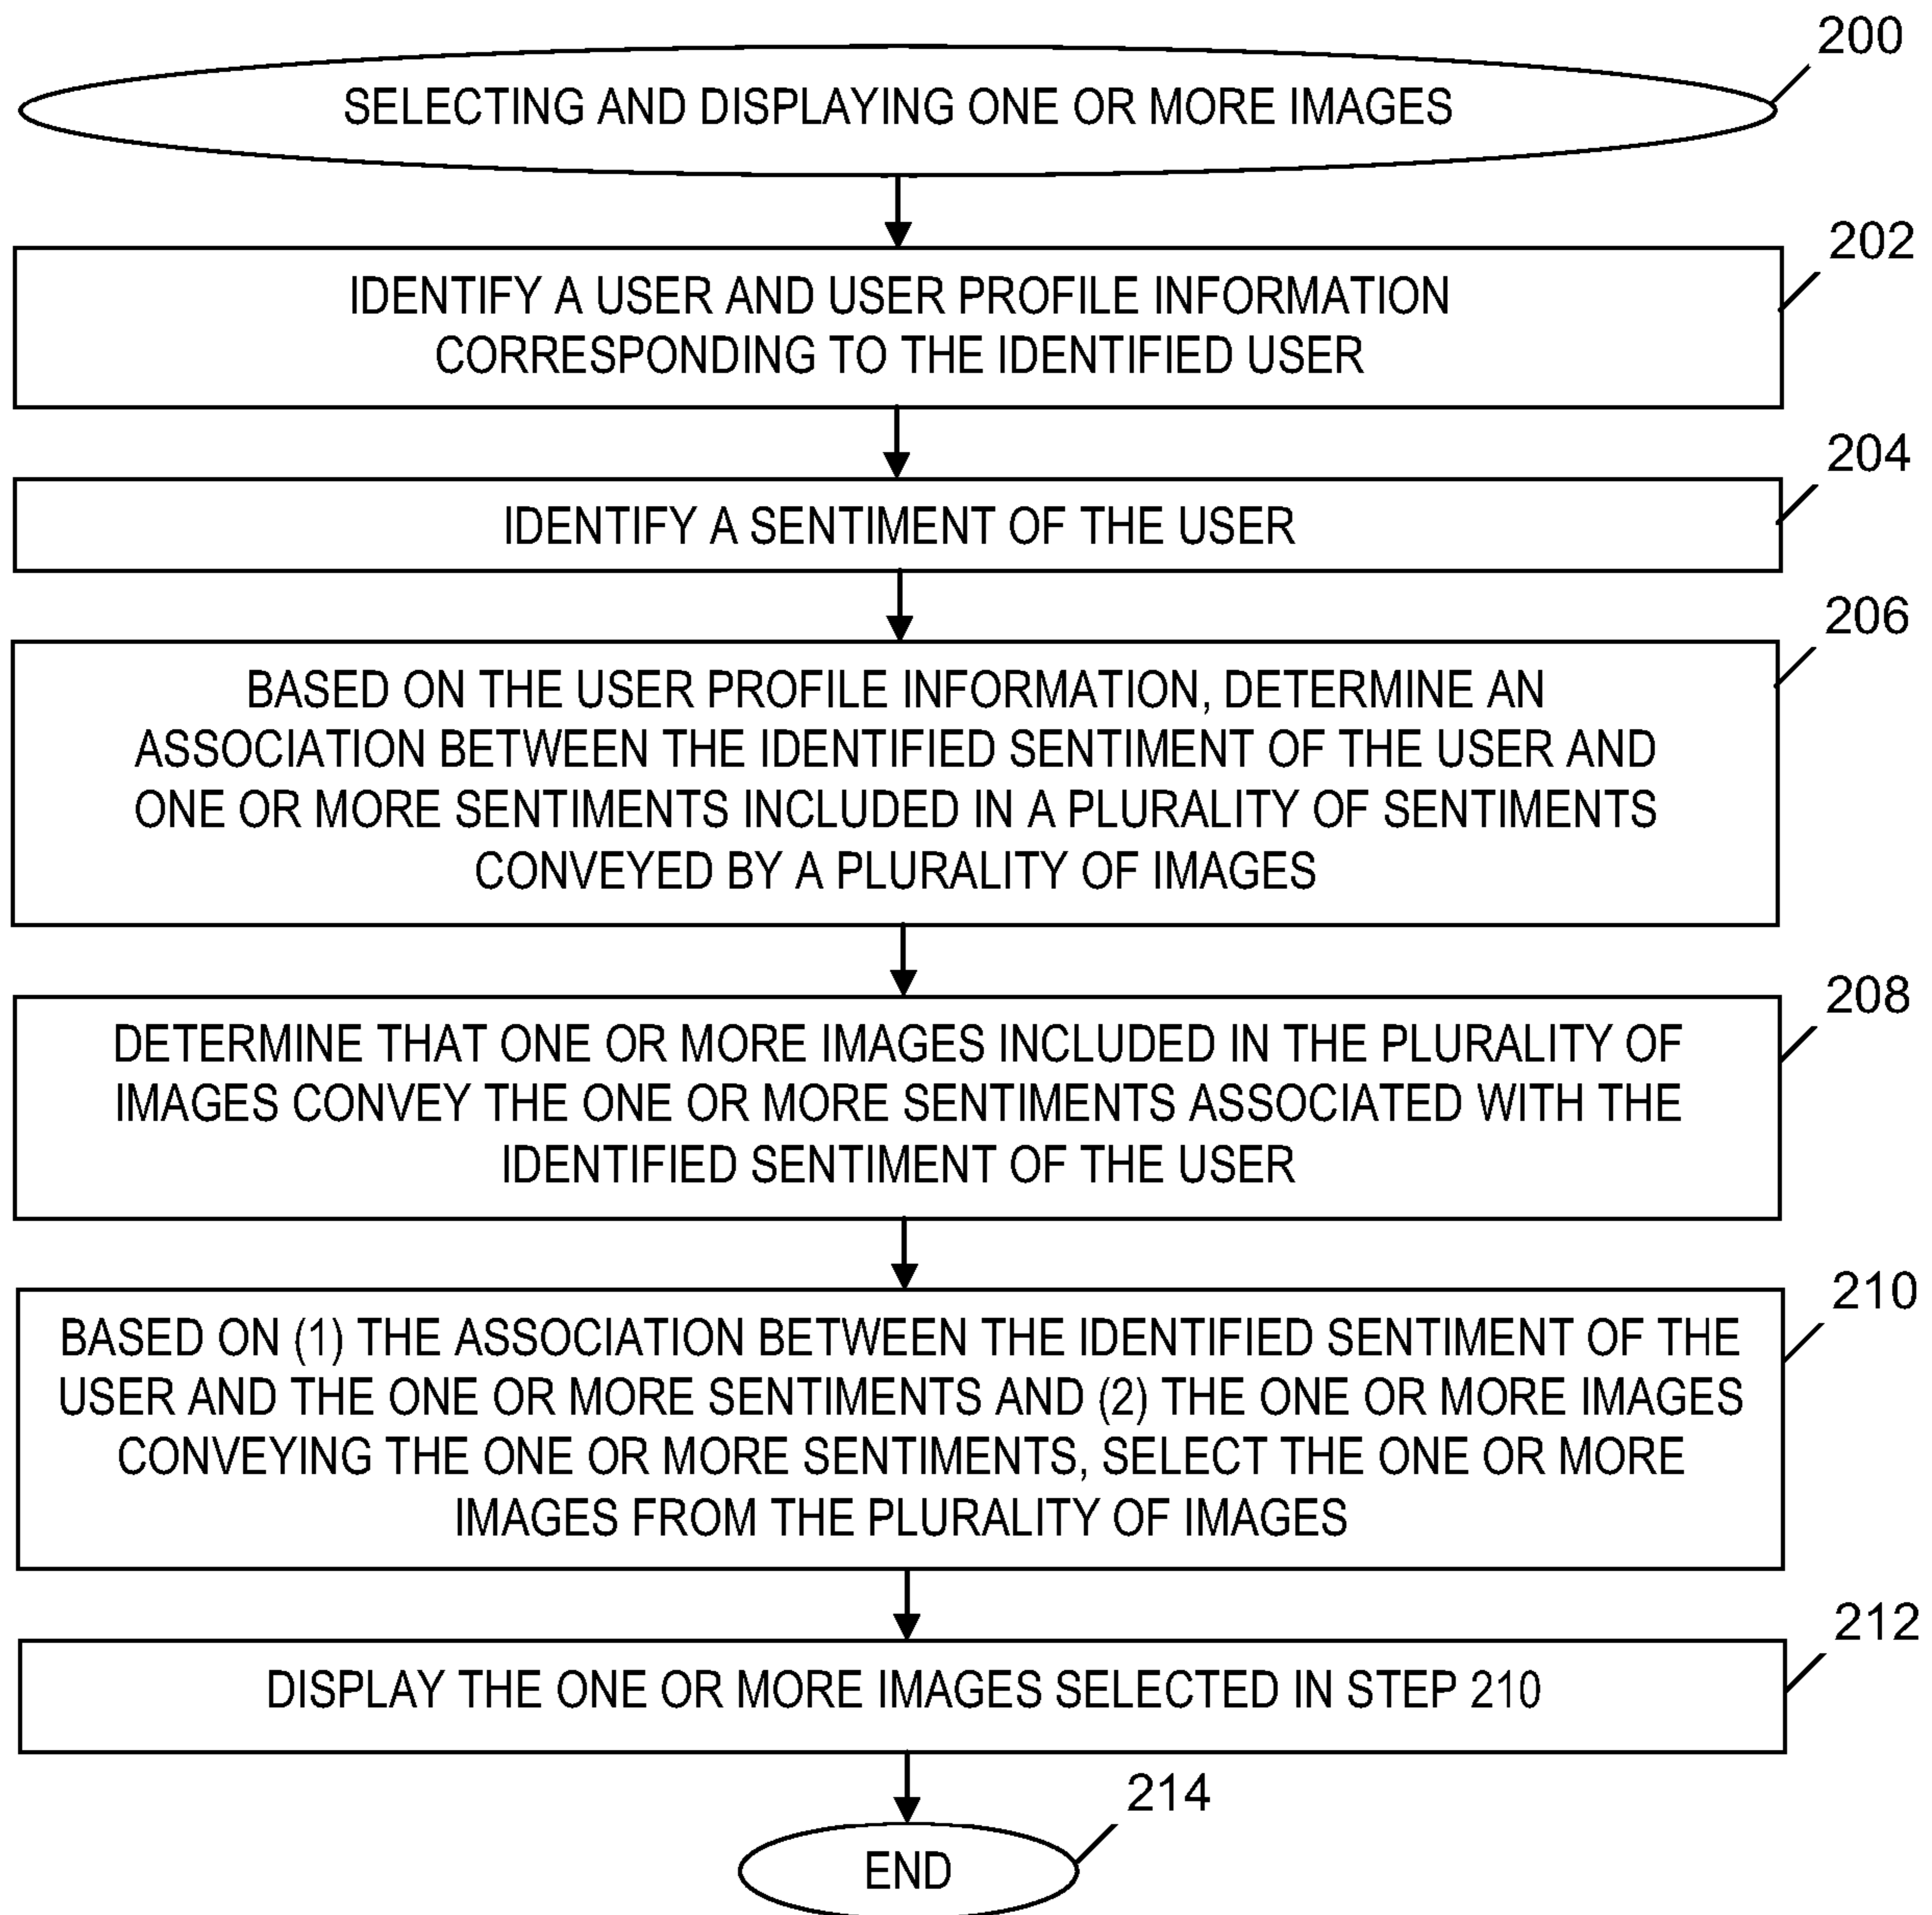 200
SELECTING AND DISPLAYING ONE OR MORE IMAGES
202
IDENTIFY A USER AND USER PROFILE INFORMATION
CORRESPONDING TO THE IDENTIFIED USER
204
IDENTIFY A SENTIMENT OF THE USER
206
BASED ON THE USER PROFILE INFORMATION, DETERMINE AN
ASSOCIATION BETWEEN THE IDENTIFIED SENTIMENT OF THE USER AND
ONE OR MORE SENTIMENTS INCLUDED IN A PLURALITY OF SENTIMENTS
CONVEYED BY A PLURALITY OF IMAGES
208
DETERMINE THAT ONE OR MORE IMAGES INCLUDED IN THE PLURALITY OF
IMAGES CONVEY THE ONE OR MORE SENTIMENTS ASSOCIATED WITH THE
IDENTIFIED SENTIMENT OF THE USER
210
BASED ON (1) THE ASSOCIATION BETWEEN THE IDENTIFIED SENTIMENT OF THE
USER AND THE ONE OR MORE SENTIMENTS AND (2) THE ONE OR MORE IMAGES
CONVEYING THE ONE OR MORE SENTIMENTS, SELECT THE ONE OR MORE
IMAGES FROM THE PLURALITY OF IMAGES
212
DISPLAY THE ONE OR MORE IMAGES SELECTED IN STEP 210
214
END